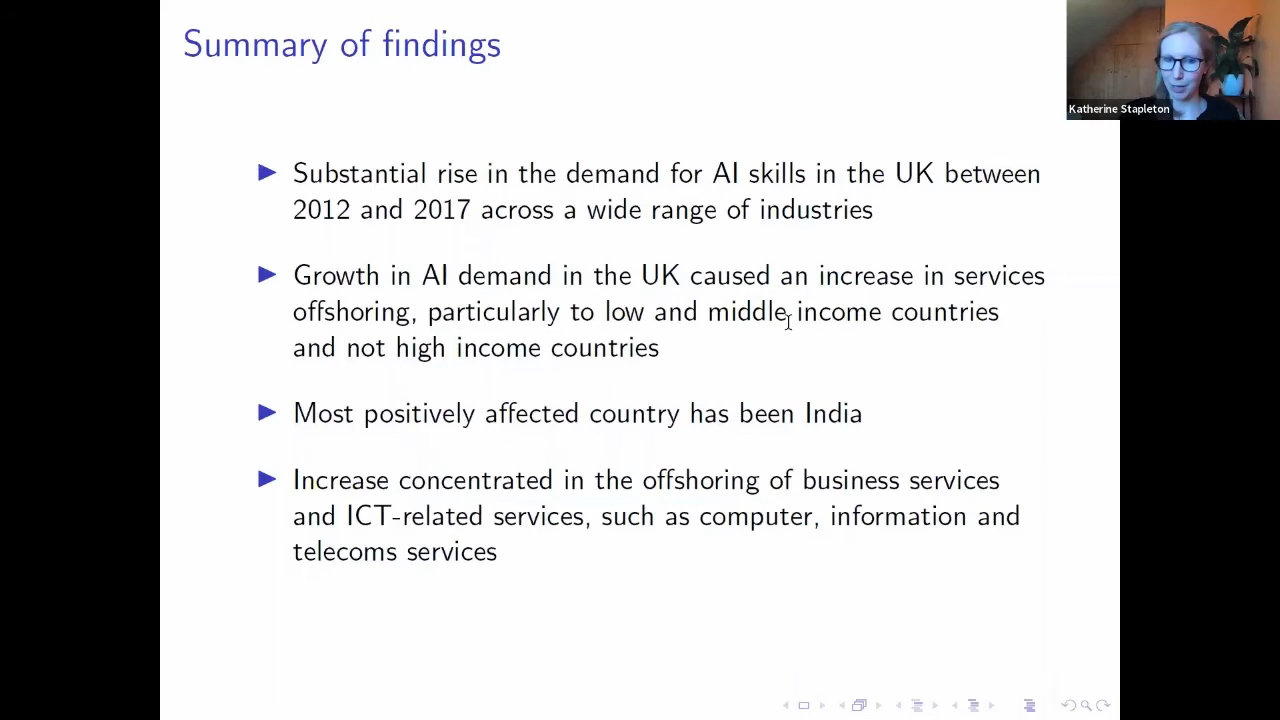 Summary of findings
Katherine Stapleton
Substantial rise in the demand for AI skills in the UK between
2012 and 2017 across a wide range of industries
Growth in AI demand in the UK caused an increase in services
offshoring, particularly to low and middle income countries
and not high income countries
Most positively affected country has been India
Increase concentrated in the offshoring of business services
and ICT-related services, such as computer, information and
telecoms services